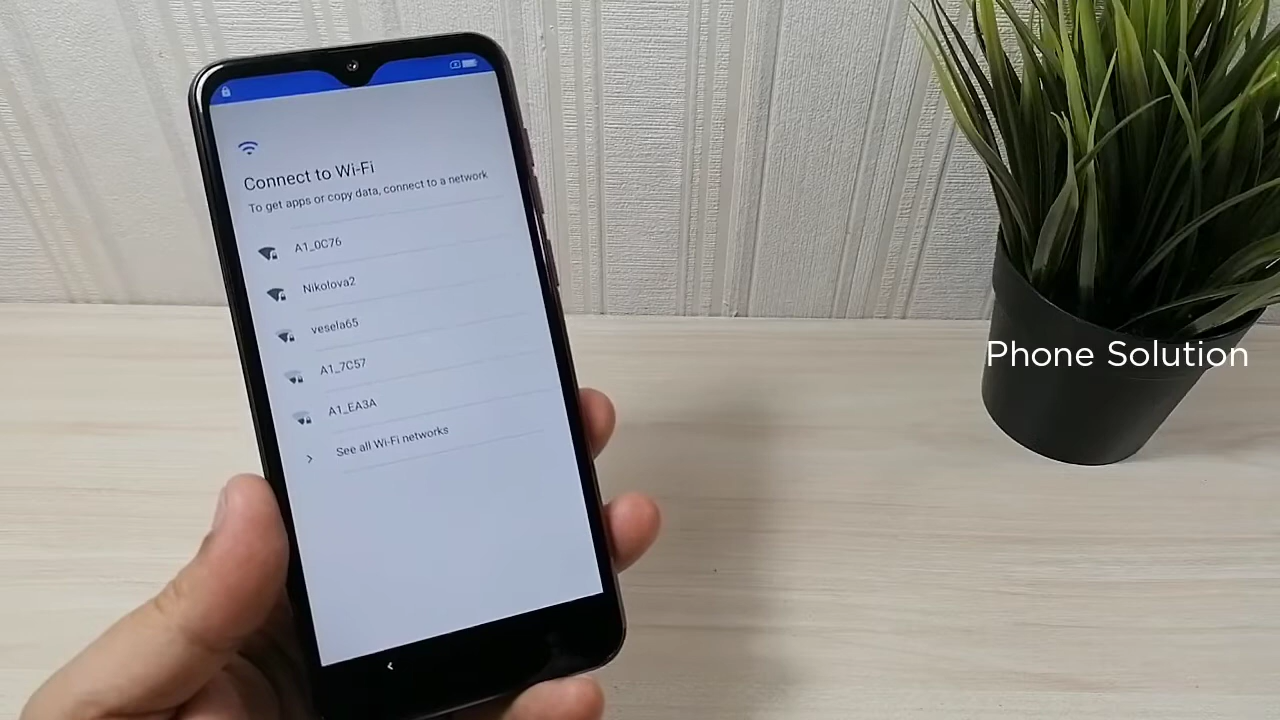 Connect to Wi-Fi
To get apps or copy data, connect to a network
A1_0C76
Nikolova2
vesela65
A1_7C57
A1_EA3A
See all Wi-Fi networks
Phone Solution